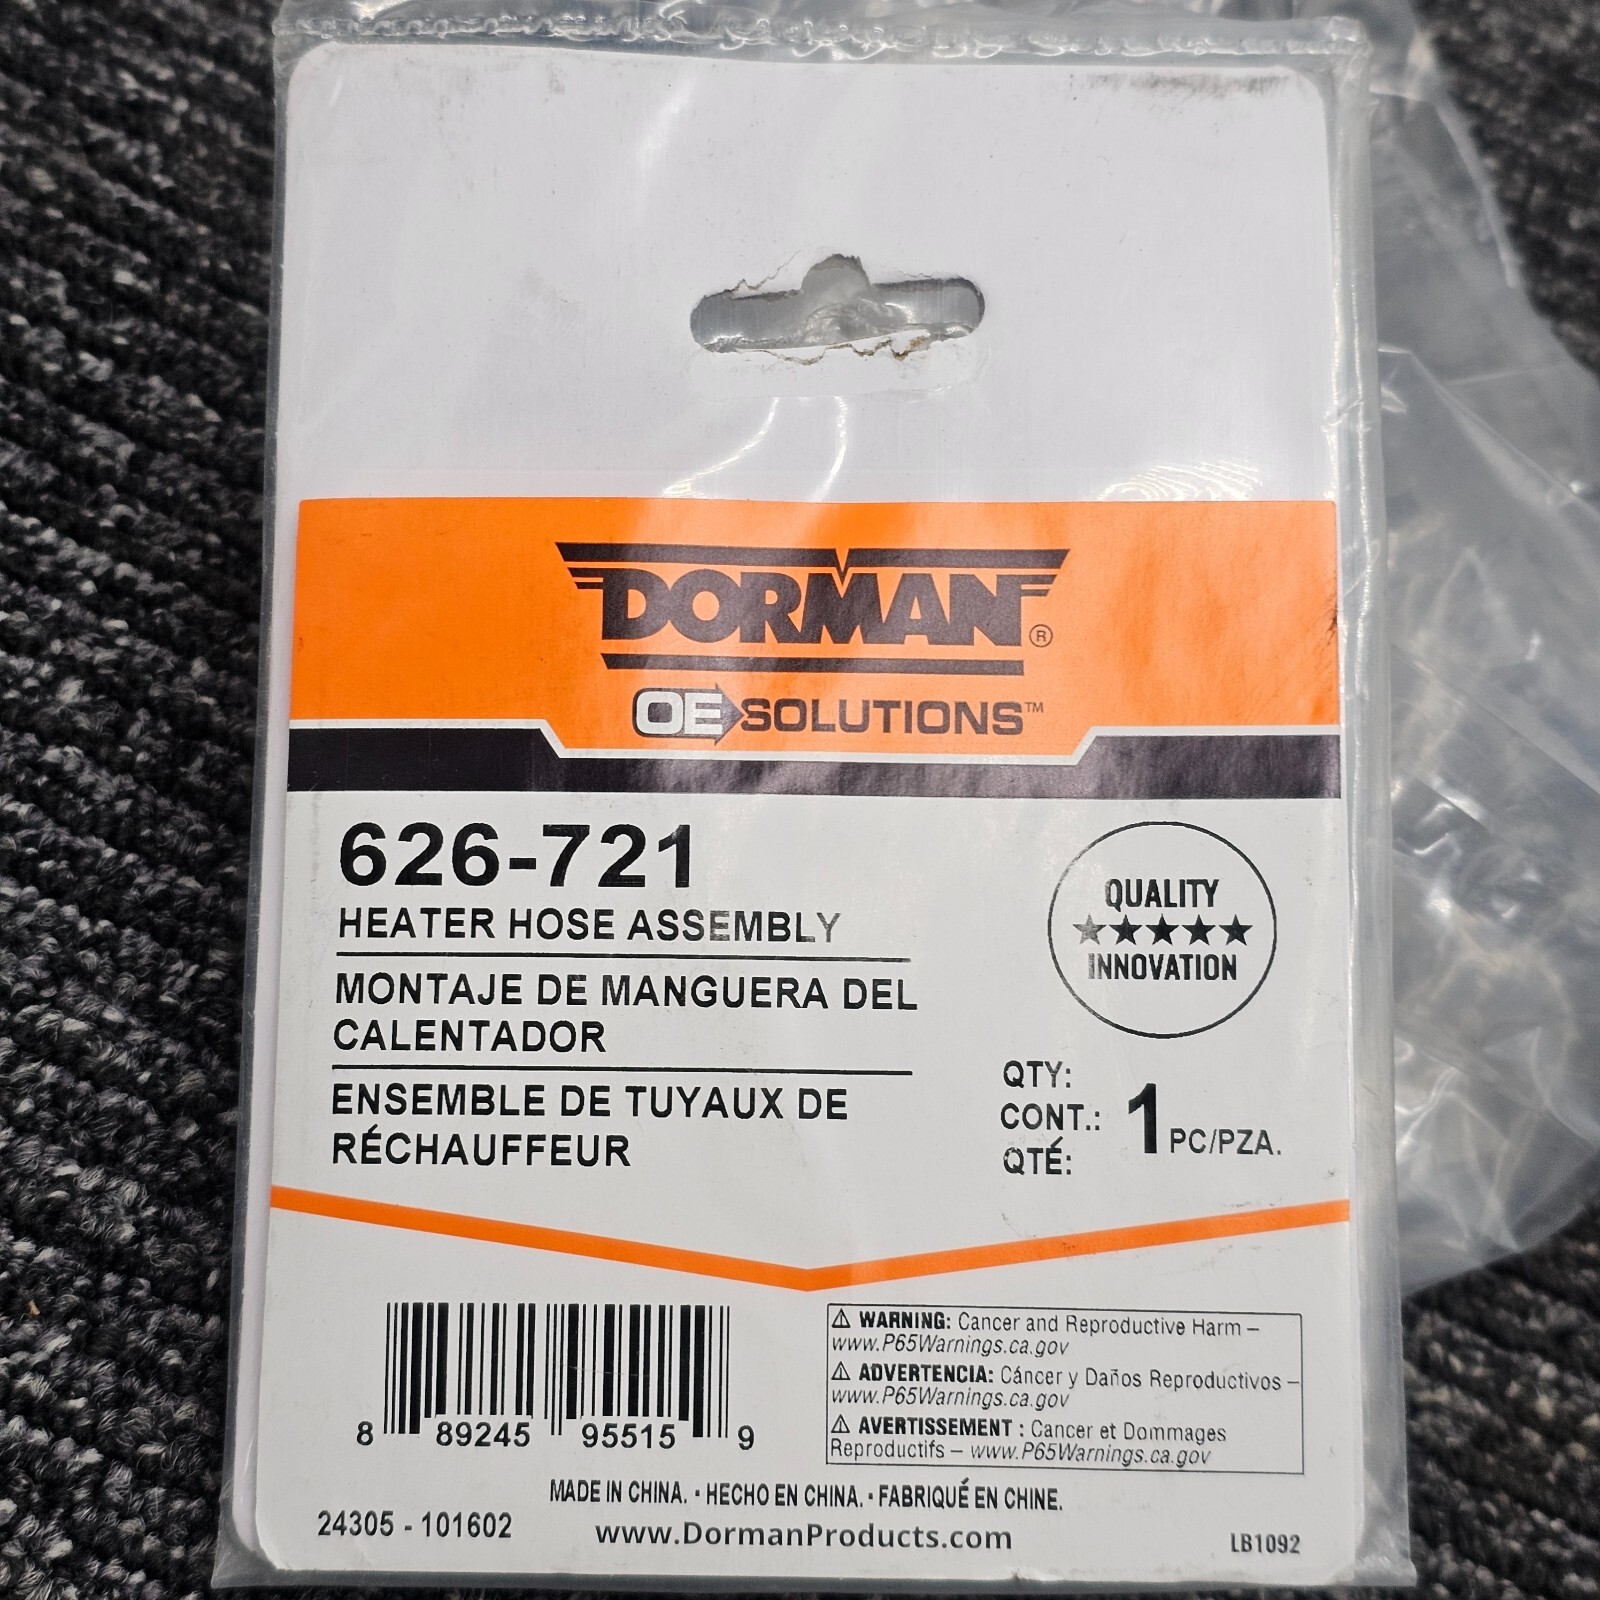 DORMAN®
OE SOLUTIONS™
626-721
HEATER HOSE ASSEMBLY
MONTAJE DE MANGUERA DEL
CALENTADOR
ENSEMBLE DE TUYAUX DE
RÉCHAUFFEUR
QUALITY
★★★★★
INNOVATION
QTY:
CONT.:
QTÉ:
1 PC/PZA.
8 89245 95515 9
⚠ WARNING: Cancer and Reproductive Harm –
www.P65Warnings.ca.gov
⚠ ADVERTENCIA: Cáncer y Daños Reproductivos –
www.P65Warnings.ca.gov
⚠ AVERTISSEMENT : Cancer et Dommages
Reproductifs – www.P65Warnings.ca.gov
MADE IN CHINA. • HECHO EN CHINA. • FABRIQUÉ EN CHINE.
24305 - 101602
www.DormanProducts.com
LB1092